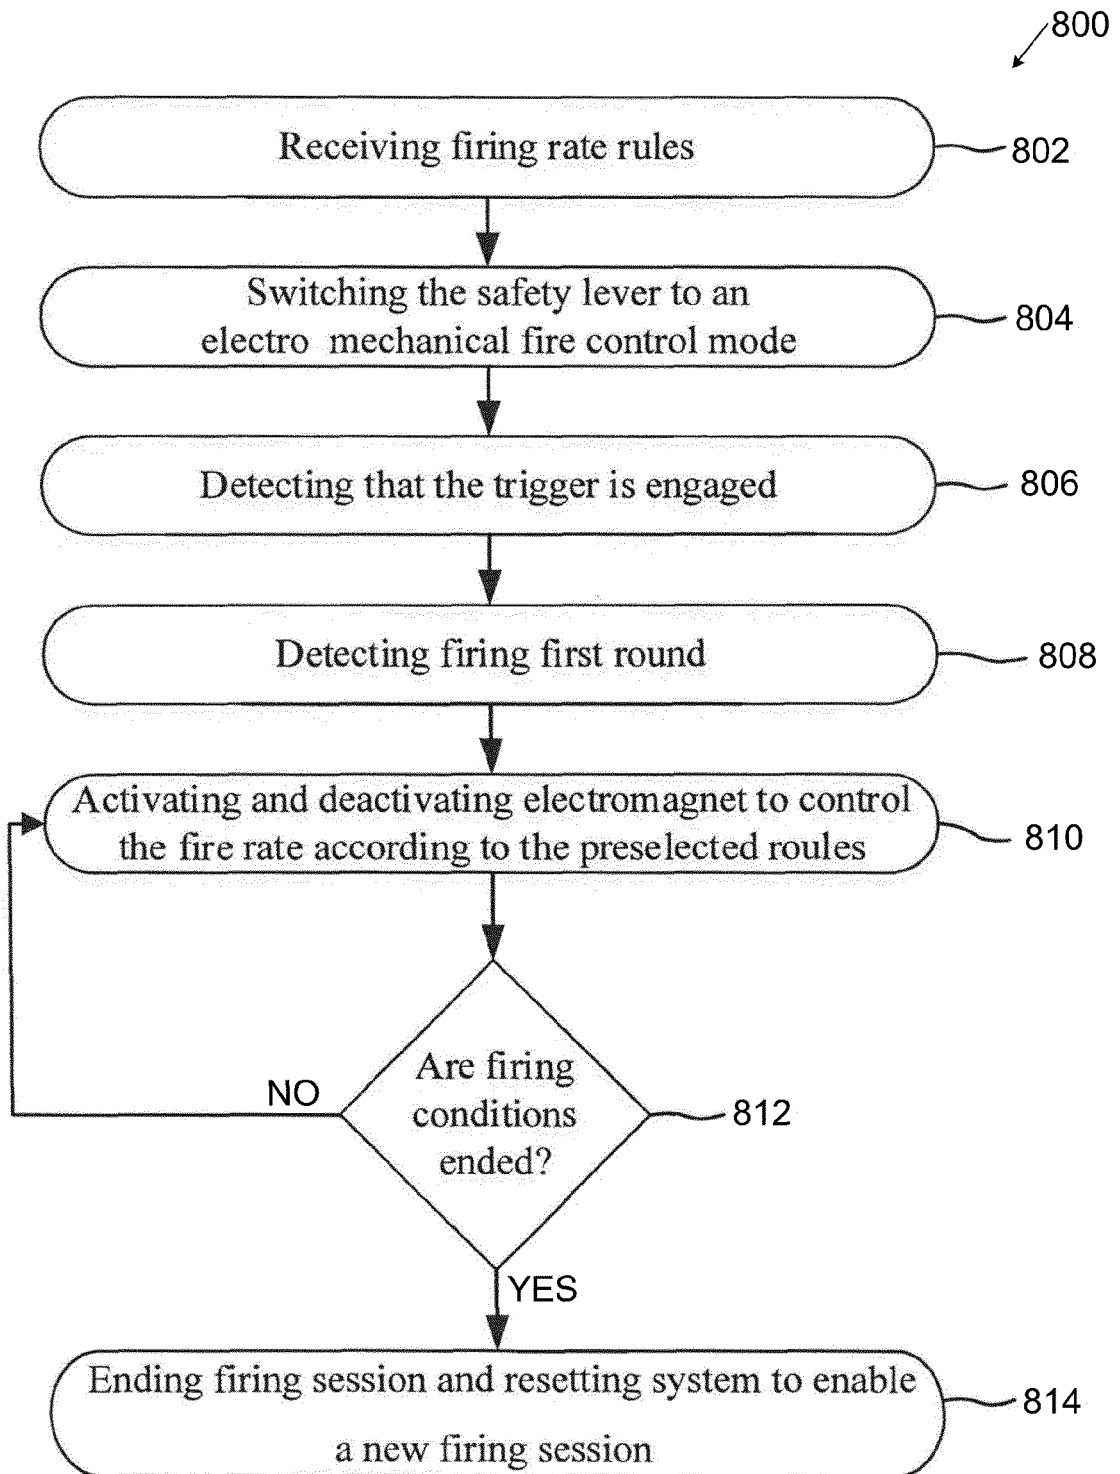 800
Receiving firing rate rules
802
Switching the safety lever to an
electro mechanical fire control mode
804
Detecting that the trigger is engaged
806
Detecting firing first round
808
Activating and deactivating electromagnet to control
the fire rate according to the preselected roules
810
Are firing
conditions
ended?
NO
812
YES
Ending firing session and resetting system to enable
a new firing session
814